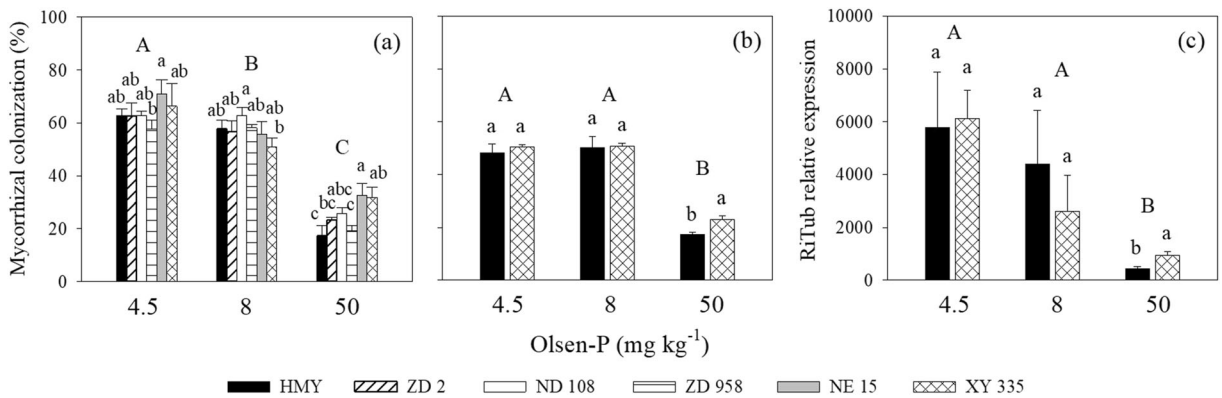 Mycorrhizal colonization (%)
100
80
60
40
20
0
(a)
A
B
C
ab
ab
ab
b
a
ab
ab
ab
a
ab
ab
b
c
bc
abc
c
a
ab
4.5
8
50
(b)
A
A
B
a
a
a
a
b
a
4.5
8
50
RiTub relative expression
10000
8000
6000
4000
2000
0
(c)
A
A
B
a
a
a
a
b
a
4.5
8
50
Olsen-P (mg kg-1)
HMY
ZD 2
ND 108
ZD 958
NE 15
XY 335